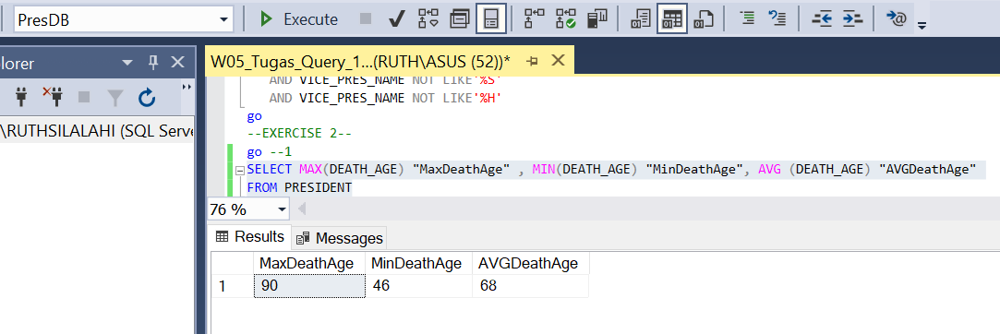 PresDB Execute
W05_Tugas_Query_1...(RUTH\ASUS (52))*
lorer
\RUTHSILALAHI (SQL Serve
AND VICE_PRES_NAME NOT LIKE'%S'
AND VICE_PRES_NAME NOT LIKE'%H'
go
--EXERCISE 2--
go --1
SELECT MAX(DEATH_AGE) "MaxDeathAge" , MIN(DEATH_AGE) "MinDeathAge", AVG (DEATH_AGE) "AVGDeathAge"
FROM PRESIDENT
76 %
Results Messages
MaxDeathAge MinDeathAge AVGDeathAge
1 90 46 68